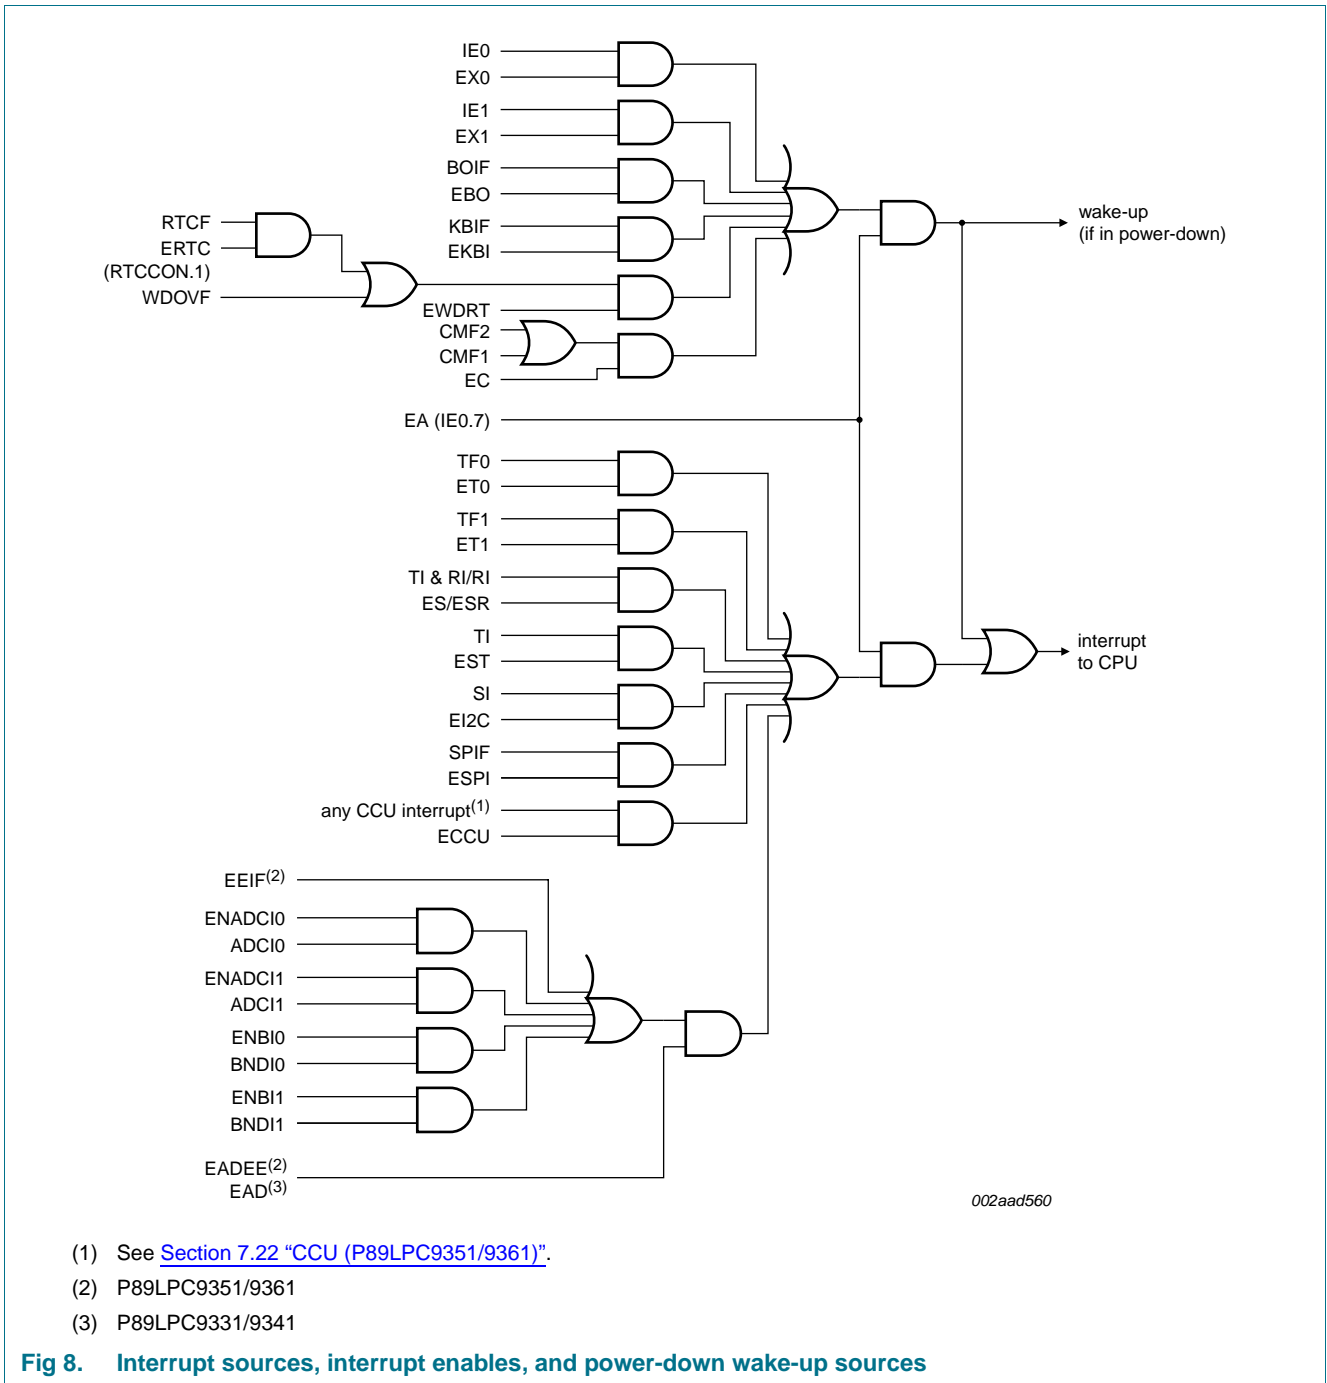 IE0
EX0
IE1
EX1
BOIF
EBO
KBIF
EKBI
RTCF
ERTC
(RTCCON.1)
WDOVF
EWDRT
CMF2
CMF1
EC
wake-up
(if in power-down)
EA (IE0.7)
TF0
ET0
TF1
ET1
TI & RI/RI
ES/ESR
TI
EST
SI
EI2C
SPIF
ESPI
any CCU interrupt(1)
ECCU
interrupt
to CPU
EEIF(2)
ENADCI0
ADCI0
ENADCI1
ADCI1
ENBI0
BNDI0
ENBI1
BNDI1
EADEE(2)
EAD(3)
002aad560
(1) See Section 7.22 “CCU (P89LPC9351/9361)”.
(2) P89LPC9351/9361
(3) P89LPC9331/9341
Fig 8. Interrupt sources, interrupt enables, and power-down wake-up sources